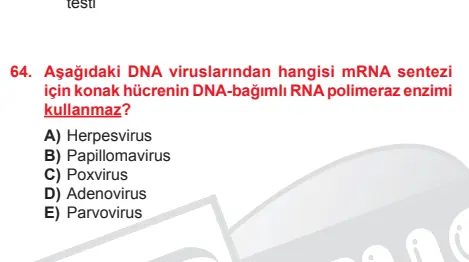 testi
64. Aşağıdaki DNA viruslarından hangisi mRNA sentezi
için konak hücrenin DNA-bağımlı RNA polimeraz enzimi
kullanmaz?
A) Herpesvirus
B) Papillomavirus
C) Poxvirus
D) Adenovirus
E) Parvovirus